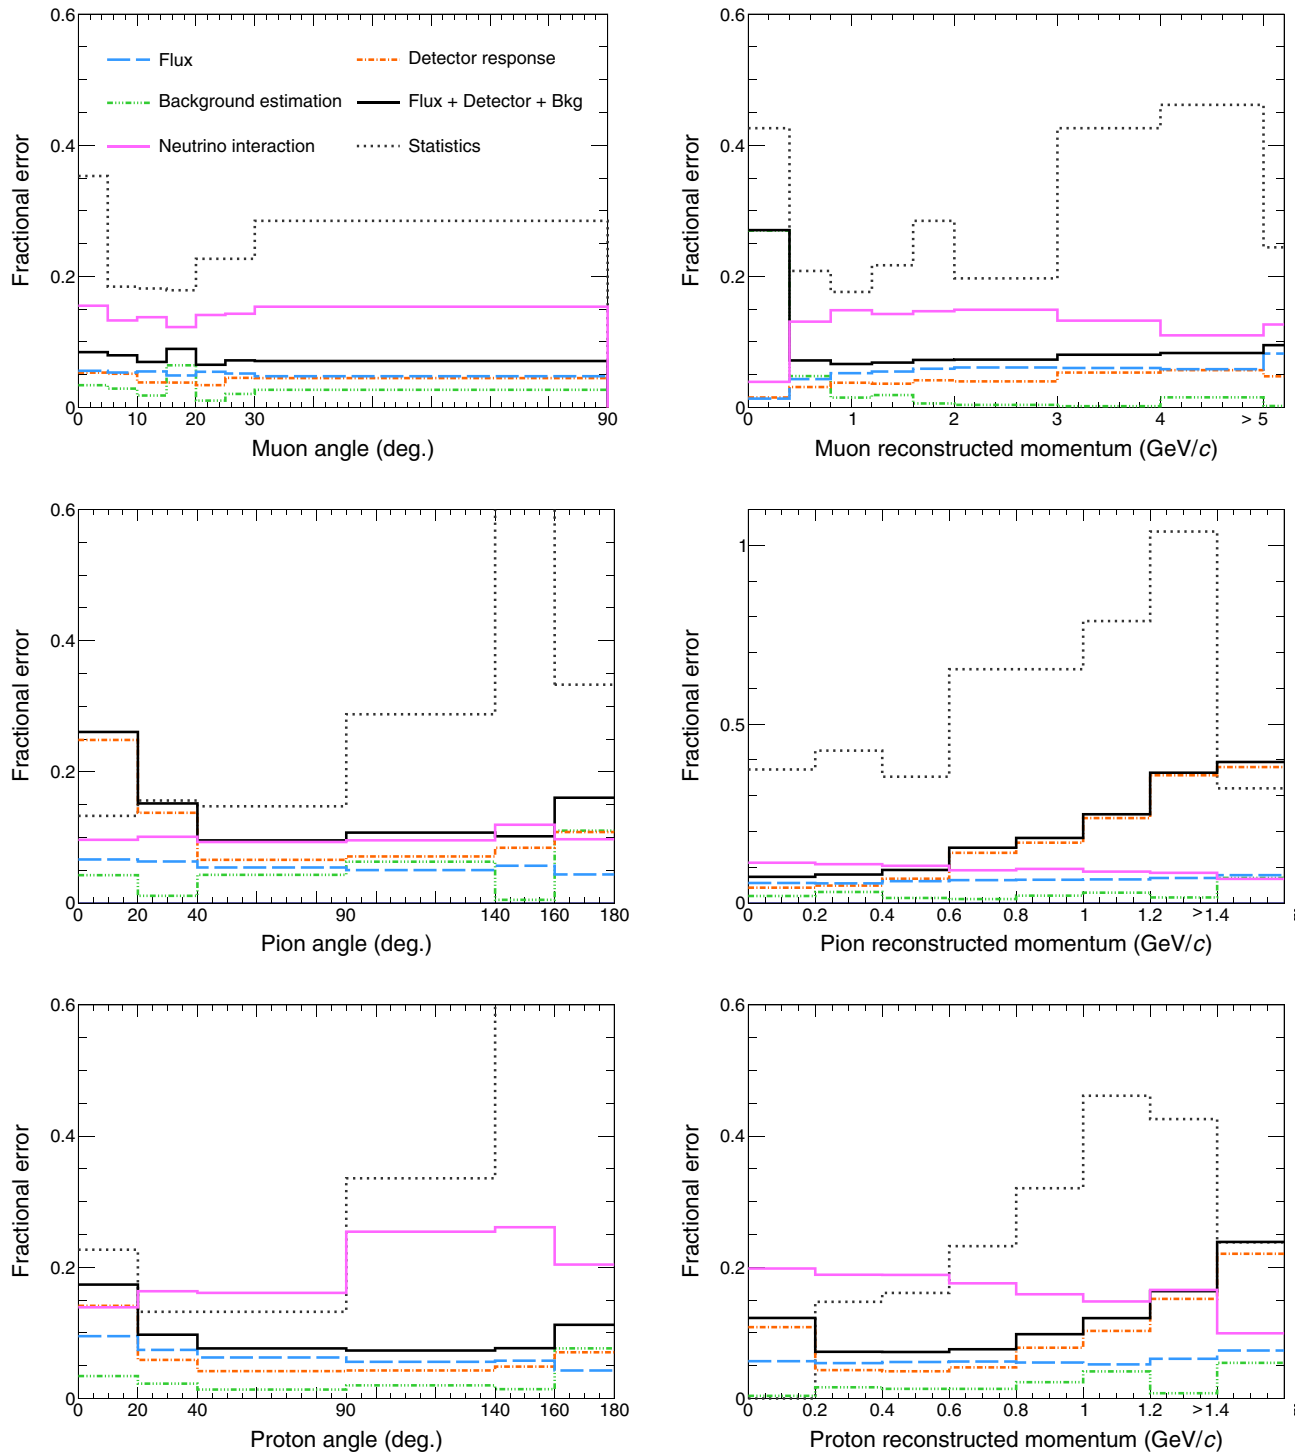 0.6
0.4
0.2
0
Fractional error
Flux
Detector response
Background estimation
Flux + Detector + Bkg
Neutrino interaction
Statistics
0 10 20 30 90
Muon angle (deg.)
0.6
0.4
0.2
0
Fractional error
0 1 2 3 4 > 5
Muon reconstructed momentum (GeV/c)
0.6
0.4
0.2
0
Fractional error
0 20 40 90 140 160 180
Pion angle (deg.)
1
0.5
0
Fractional error
0 0.2 0.4 0.6 0.8 1 1.2 >1.4
Pion reconstructed momentum (GeV/c)
0.6
0.4
0.2
0
Fractional error
0 20 40 90 140 160 180
Proton angle (deg.)
0.6
0.4
0.2
0
Fractional error
0 0.2 0.4 0.6 0.8 1 1.2 >1.4
Proton reconstructed momentum (GeV/c)